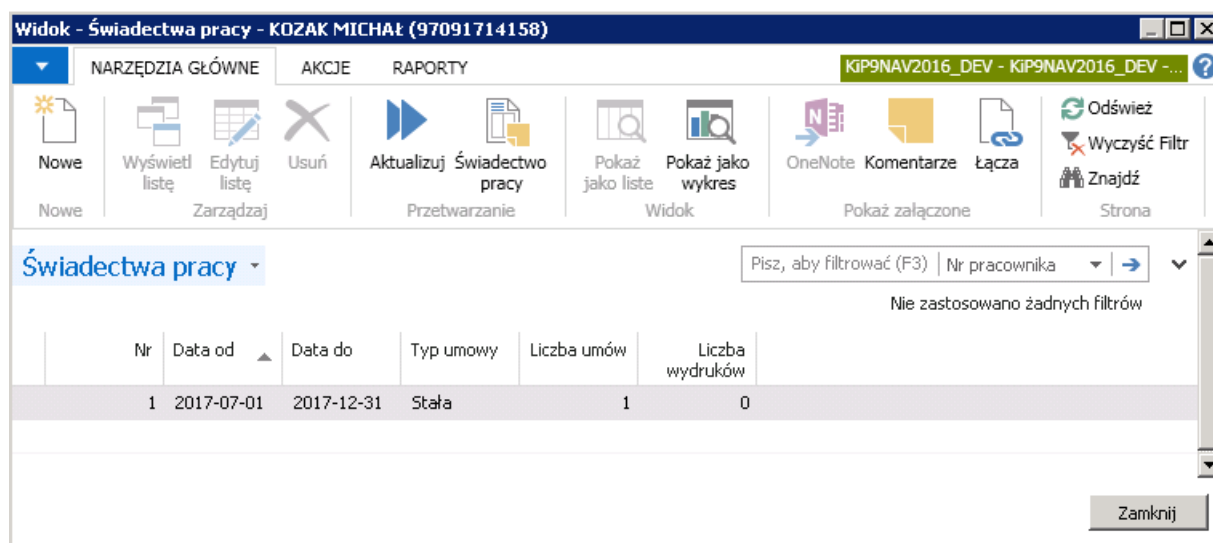 Widok - Świadectwa pracy - KOZAK MICHAŁ (97091714158)
NARZĘDZIA GŁÓWNE AKCJE RAPORTY KiP9NAV2016_DEV - KiP9NAV2016_DEV -... ?
Nowe Wyświetl listę Edytuj listę Usuń Aktualizuj Świadectwo pracy Pokaż jako liste Pokaż jako wykres OneNote Komentarze Łącza
Odśwież
Wyczyść Filtr
Znajdź
Nowe Zarządzaj Przetwarzanie Widok Pokaż załączone Strona
Świadectwa pracy Pisz, aby filtrować (F3) Nr pracownika
Nie zastosowano żadnych filtrów
Nr Data od Data do Typ umowy Liczba umów Liczba wydruków
1 2017-07-01 2017-12-31 Stała 1 0
Zamknij